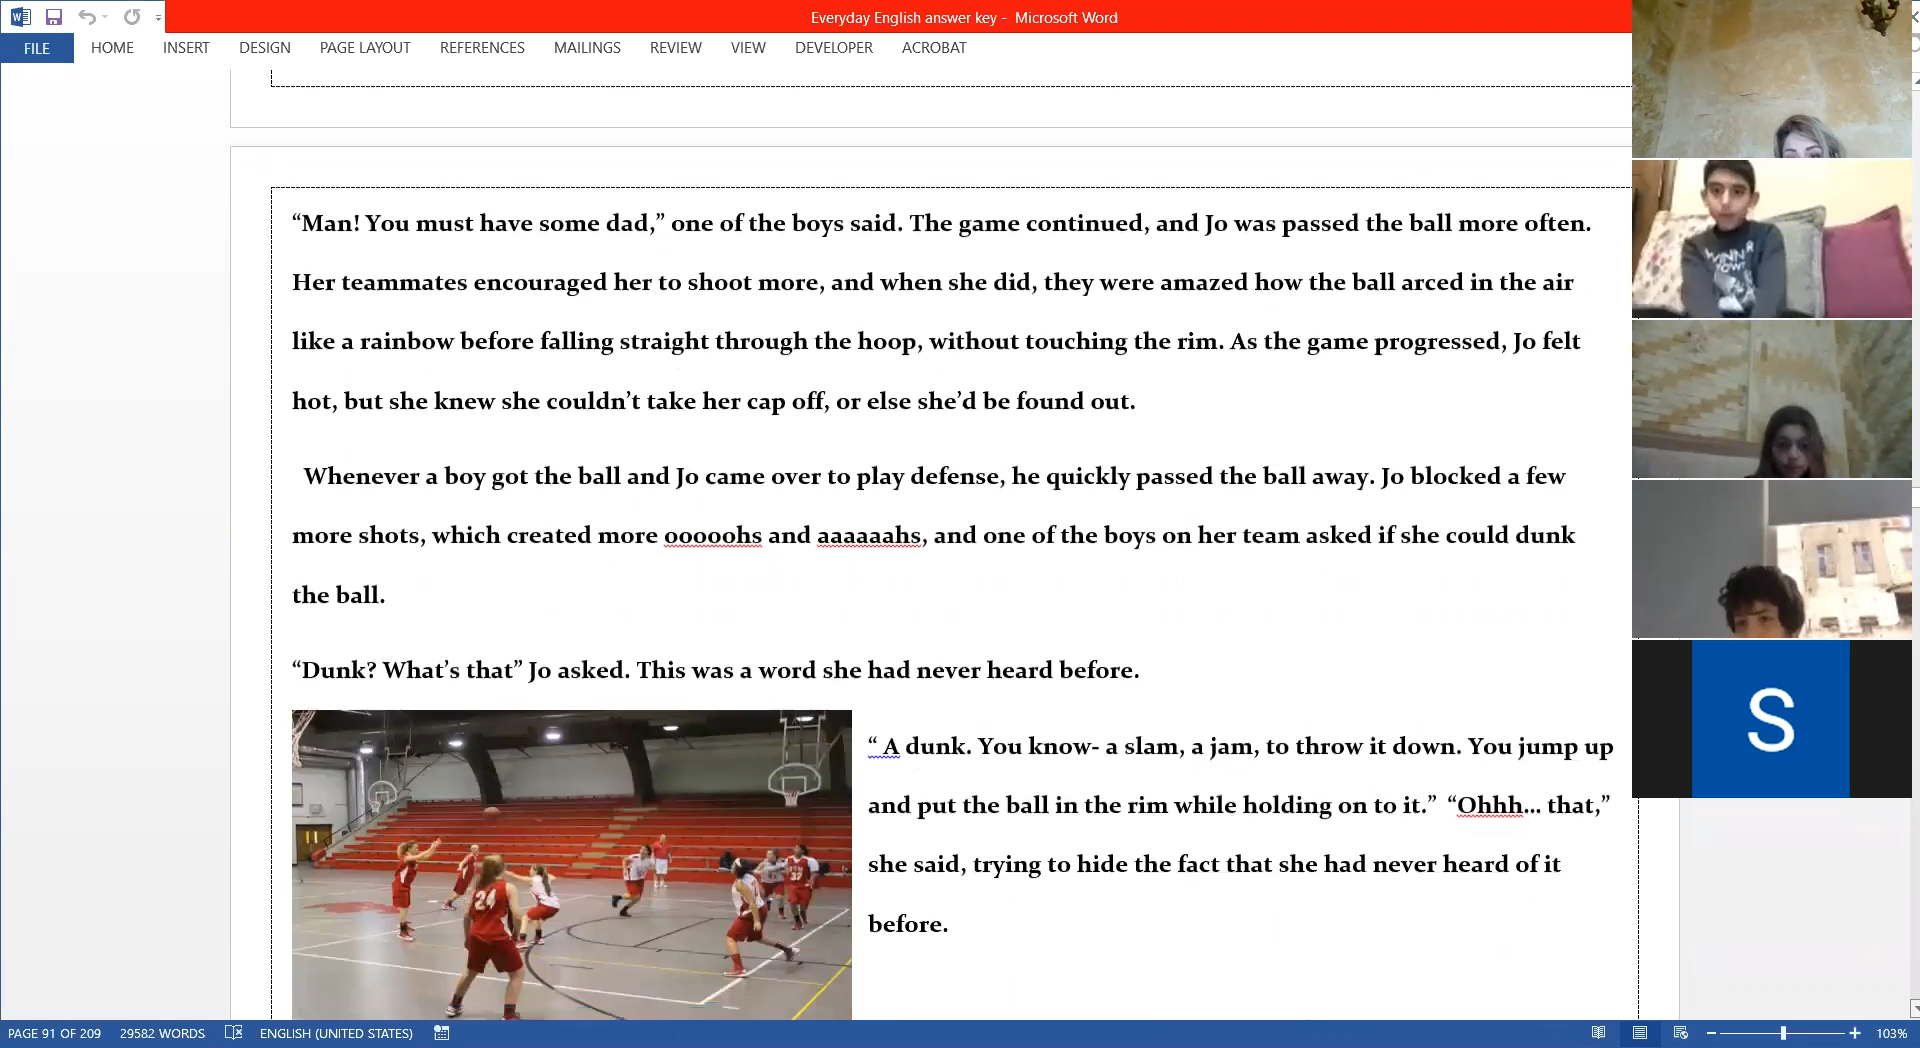 Everyday English answer key - Microsoft Word
FILE HOME INSERT DESIGN PAGE LAYOUT REFERENCES MAILINGS REVIEW VIEW DEVELOPER ACROBAT
“Man! You must have some dad,” one of the boys said. The game continued, and Jo was passed the ball more often.
Her teammates encouraged her to shoot more, and when she did, they were amazed how the ball arced in the air
like a rainbow before falling straight through the hoop, without touching the rim. As the game progressed, Jo felt
hot, but she knew she couldn’t take her cap off, or else she’d be found out.
Whenever a boy got the ball and Jo came over to play defense, he quickly passed the ball away. Jo blocked a few
more shots, which created more ooooohs and aaaaaahs, and one of the boys on her team asked if she could dunk
the ball.
“Dunk? What’s that” Jo asked. This was a word she had never heard before.
“ A dunk. You know- a slam, a jam, to throw it down. You jump up
and put the ball in the rim while holding on to it.” “Ohhh... that,”
she said, trying to hide the fact that she had never heard of it
before.
24
32
S
PAGE 91 OF 209 29582 WORDS ENGLISH (UNITED STATES) 103%